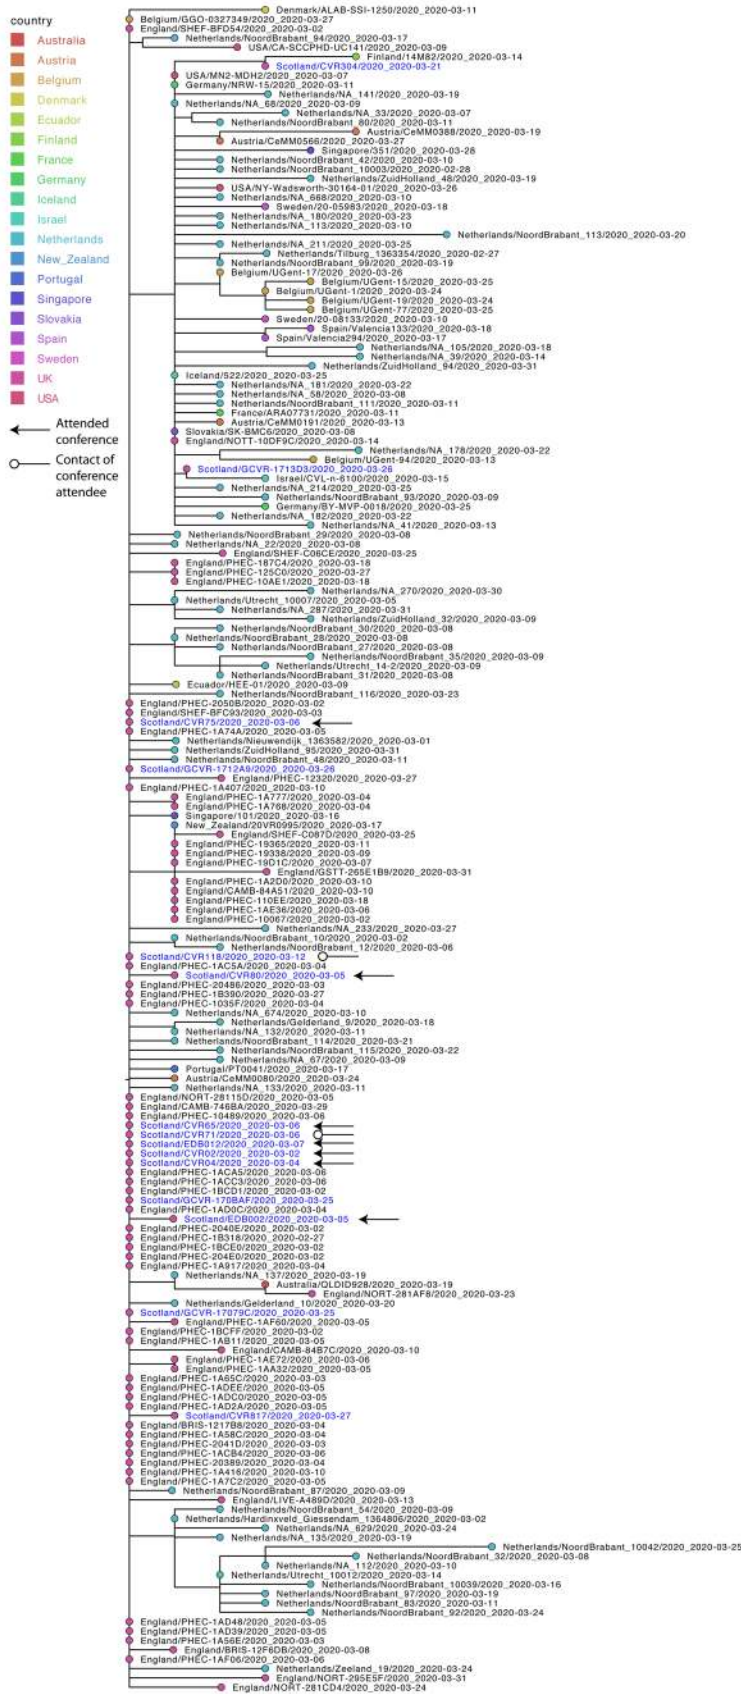 country
Australia
Austria
Belgium
Denmark
Ecuador
Finland
France
Germany
Iceland
Israel
Netherlands
New_Zealand
Portugal
Singapore
Slovakia
Spain
Sweden
UK
USA
Attended
conference
Contact of
conference
attendee
Denmark/ALAB-SSI-1250/2020_2020-03-11
Belgium/GGO-0327349/2020_2020-03-27
England/SHEF-BFD54/2020_2020-03-02
Netherlands/NoordBrabant_94/2020_2020-03-17
USA/CA-SCCPHD-UC141/2020_2020-03-09
Finland/14M82/2020_2020-03-14
Scotland/CVR304/2020_2020-03-21
USA/MN2-MDH2/2020_2020-03-07
Germany/NRW-15/2020_2020-03-11
Netherlands/NA_141/2020_2020-03-19
Netherlands/NA_68/2020_2020-03-09
Netherlands/NA_33/2020_2020-03-07
Netherlands/NoordBrabant_80/2020_2020-03-11
Austria/CeMM0388/2020_2020-03-19
Austria/CeMM0566/2020_2020-03-27
Singapore/351/2020_2020-03-28
Netherlands/NoordBrabant_42/2020_2020-03-10
Netherlands/NoordBrabant_10003/2020_2020-02-28
Netherlands/ZuidHolland_48/2020_2020-03-19
USA/NY-Wadsworth-30164-01/2020_2020-03-26
Netherlands/NA_668/2020_2020-03-10
Sweden/20-05983/2020_2020-03-18
Netherlands/NA_180/2020_2020-03-23
Netherlands/NA_113/2020_2020-03-10
Netherlands/NoordBrabant_113/2020_2020-03-20
Netherlands/NA_211/2020_2020-03-25
Netherlands/Tilburg_1363354/2020_2020-02-27
Netherlands/NoordBrabant_99/2020_2020-03-19
Belgium/UGent-17/2020_2020-03-26
Belgium/UGent-15/2020_2020-03-25
Belgium/UGent-1/2020_2020-03-24
Belgium/UGent-19/2020_2020-03-24
Belgium/UGent-77/2020_2020-03-25
Sweden/20-08133/2020_2020-03-10
Spain/Valencia133/2020_2020-03-18
Spain/Valencia294/2020_2020-03-17
Netherlands/NA_105/2020_2020-03-18
Netherlands/NA_39/2020_2020-03-14
Netherlands/ZuidHolland_94/2020_2020-03-31
Iceland/522/2020_2020-03-25
Netherlands/NA_181/2020_2020-03-22
Netherlands/NA_58/2020_2020-03-08
Netherlands/NoordBrabant_111/2020_2020-03-11
France/ARA07731/2020_2020-03-11
Austria/CeMM0191/2020_2020-03-13
Slovakia/SK-BMC6/2020_2020-03-08
England/NOTT-10DF9C/2020_2020-03-14
Netherlands/NA_178/2020_2020-03-22
Belgium/UGent-94/2020_2020-03-13
Scotland/GCVR-1713D3/2020_2020-03-26
Israel/CVL-n-6100/2020_2020-03-15
Netherlands/NA_214/2020_2020-03-25
Netherlands/NoordBrabant_93/2020_2020-03-09
Germany/BY-MVP-0018/2020_2020-03-25
Netherlands/NA_182/2020_2020-03-22
Netherlands/NA_41/2020_2020-03-13
Netherlands/NoordBrabant_29/2020_2020-03-08
Netherlands/NA_22/2020_2020-03-08
England/SHEF-C06CE/2020_2020-03-25
England/PHEC-187C4/2020_2020-03-18
England/PHEC-125C0/2020_2020-03-27
England/PHEC-10AE1/2020_2020-03-18
Netherlands/NA_270/2020_2020-03-30
Netherlands/Utrecht_10007/2020_2020-03-05
Netherlands/NA_287/2020_2020-03-31
Netherlands/ZuidHolland_32/2020_2020-03-09
Netherlands/NoordBrabant_30/2020_2020-03-08
Netherlands/NoordBrabant_28/2020_2020-03-08
Netherlands/NoordBrabant_27/2020_2020-03-08
Netherlands/NoordBrabant_35/2020_2020-03-09
Netherlands/Utrecht_14-2/2020_2020-03-09
Netherlands/NoordBrabant_31/2020_2020-03-08
Ecuador/HEE-01/2020_2020-03-09
Netherlands/NoordBrabant_116/2020_2020-03-23
England/PHEC-2050B/2020_2020-03-02
England/SHEF-BFC93/2020_2020-03-03
Scotland/CVR75/2020_2020-03-06
England/PHEC-1A74A/2020_2020-03-05
Netherlands/Nieuwendijk_1363582/2020_2020-03-01
Netherlands/ZuidHolland_95/2020_2020-03-31
Netherlands/NoordBrabant_48/2020_2020-03-11
Scotland/GCVR-1712A9/2020_2020-03-26
England/PHEC-12320/2020_2020-03-27
England/PHEC-1A407/2020_2020-03-10
England/PHEC-1A777/2020_2020-03-04
England/PHEC-1A768/2020_2020-03-04
Singapore/101/2020_2020-03-16
New_Zealand/20VR0995/2020_2020-03-17
England/SHEF-C087D/2020_2020-03-25
England/PHEC-19365/2020_2020-03-11
England/PHEC-19338/2020_2020-03-09
England/PHEC-19D1C/2020_2020-03-07
England/GSTT-265E1B9/2020_2020-03-31
England/PHEC-1A2D0/2020_2020-03-10
England/CAMB-84A51/2020_2020-03-10
England/PHEC-110EE/2020_2020-03-18
England/PHEC-1AE36/2020_2020-03-06
England/PHEC-10067/2020_2020-03-02
Netherlands/NA_233/2020_2020-03-27
Netherlands/NoordBrabant_10/2020_2020-03-02
Netherlands/NoordBrabant_12/2020_2020-03-06
Scotland/CVR118/2020_2020-03-12
England/PHEC-1AC5A/2020_2020-03-04
Scotland/CVR80/2020_2020-03-05
England/PHEC-20486/2020_2020-03-03
England/PHEC-1B390/2020_2020-03-27
England/PHEC-1035F/2020_2020-03-04
Netherlands/NA_674/2020_2020-03-10
Netherlands/Gelderland_9/2020_2020-03-18
Netherlands/NA_132/2020_2020-03-11
Netherlands/NoordBrabant_114/2020_2020-03-21
Netherlands/NoordBrabant_115/2020_2020-03-22
Netherlands/NA_67/2020_2020-03-09
Portugal/PT0041/2020_2020-03-17
Austria/CeMM0080/2020_2020-03-24
Netherlands/NA_133/2020_2020-03-11
England/NORT-28115D/2020_2020-03-05
England/CAMB-746BA/2020_2020-03-29
England/PHEC-10489/2020_2020-03-06
Scotland/CVR65/2020_2020-03-06
Scotland/CVR71/2020_2020-03-06
Scotland/EDB012/2020_2020-03-07
Scotland/CVR02/2020_2020-03-02
Scotland/CVR04/2020_2020-03-04
England/PHEC-1ACA5/2020_2020-03-06
England/PHEC-1ACC3/2020_2020-03-06
England/PHEC-1BCD1/2020_2020-03-02
Scotland/GCVR-170BAF/2020_2020-03-25
England/PHEC-1AD0C/2020_2020-03-04
Scotland/EDB002/2020_2020-03-05
England/PHEC-2040E/2020_2020-03-02
England/PHEC-1B318/2020_2020-02-27
England/PHEC-1BCE0/2020_2020-03-02
England/PHEC-204E0/2020_2020-03-02
England/PHEC-1A917/2020_2020-03-04
Netherlands/NA_137/2020_2020-03-19
Australia/QLDID928/2020_2020-03-19
England/NORT-281AF8/2020_2020-03-23
Netherlands/Gelderland_10/2020_2020-03-20
Scotland/GCVR-17079C/2020_2020-03-25
England/PHEC-1AF60/2020_2020-03-05
England/PHEC-1BCFF/2020_2020-03-02
England/PHEC-1AB11/2020_2020-03-05
England/CAMB-84B7C/2020_2020-03-10
England/PHEC-1AE72/2020_2020-03-06
England/PHEC-1AA32/2020_2020-03-05
England/PHEC-1A65C/2020_2020-03-03
England/PHEC-1ADEE/2020_2020-03-05
England/PHEC-1ADC0/2020_2020-03-05
England/PHEC-1AD2A/2020_2020-03-05
Scotland/CVR817/2020_2020-03-27
England/BRIS-1217B8/2020_2020-03-04
England/PHEC-1A58C/2020_2020-03-04
England/PHEC-2041D/2020_2020-03-03
England/PHEC-1ACB4/2020_2020-03-06
England/PHEC-20389/2020_2020-03-04
England/PHEC-1A416/2020_2020-03-10
England/PHEC-1A7C2/2020_2020-03-05
Netherlands/NoordBrabant_87/2020_2020-03-09
England/LIVE-A489D/2020_2020-03-13
Netherlands/NoordBrabant_54/2020_2020-03-09
Netherlands/Hardinxveld_Giessendam_1364806/2020_2020-03-02
Netherlands/NA_629/2020_2020-03-24
Netherlands/NA_135/2020_2020-03-19
Netherlands/NoordBrabant_10042/2020_2020-03-25
Netherlands/NoordBrabant_32/2020_2020-03-08
Netherlands/NA_112/2020_2020-03-10
Netherlands/Utrecht_10012/2020_2020-03-14
Netherlands/NoordBrabant_10039/2020_2020-03-16
Netherlands/NoordBrabant_97/2020_2020-03-19
Netherlands/NoordBrabant_83/2020_2020-03-11
Netherlands/NoordBrabant_92/2020_2020-03-24
England/PHEC-1AD48/2020_2020-03-05
England/PHEC-1AD39/2020_2020-03-05
England/PHEC-1A56E/2020_2020-03-03
England/BRIS-12F6DB/2020_2020-03-08
England/PHEC-1AF06/2020_2020-03-06
Netherlands/Zeeland_19/2020_2020-03-24
England/NORT-295E5F/2020_2020-03-31
England/NORT-281CD4/2020_2020-03-24